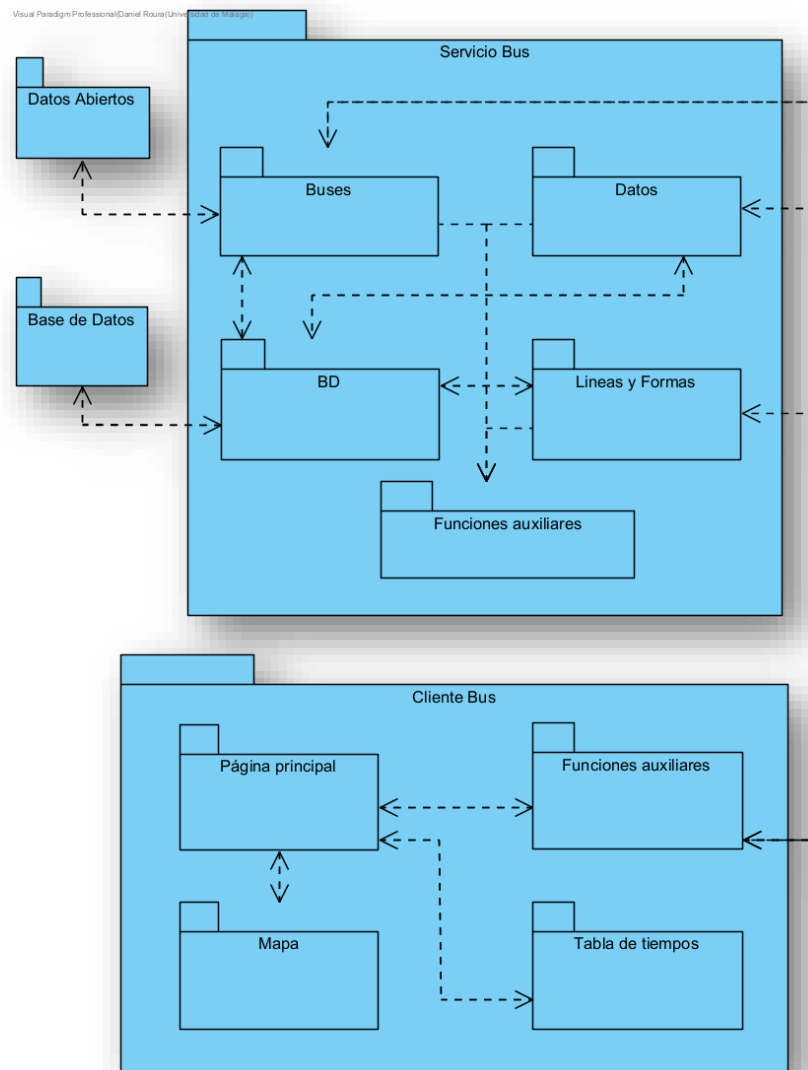 Visual Paradigm Professional(Daniel Roura(Universidad de Málaga))
Servicio Bus
Datos Abiertos
Buses
Datos
Base de Datos
BD
Lineas y Formas
Funciones auxiliares
Cliente Bus
Página principal
Funciones auxiliares
Mapa
Tabla de tiempos